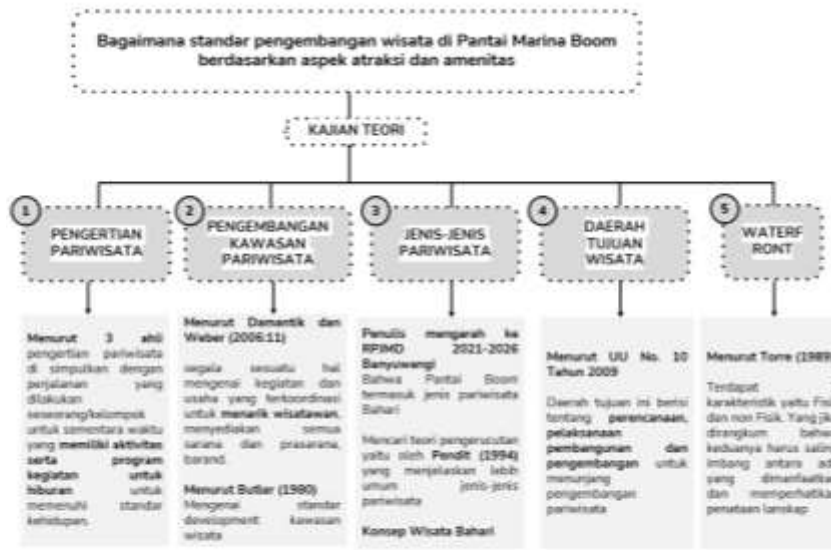 Bagaimana standar pengembangan wisata di Pantai Marina Boom
berdasarkan aspek atraksi dan amenitas
KAJIAN TEORI
1
PENGERTIAN
PARIWISATA
2
PENGEMBANGAN
KAWASAN
PARIWISATA
3
JENIS-JENIS
PARIWISATA
4
DAERAH
TUJUAN
WISATA
5
WATERF
RONT
Menurut 3 ahli
pengertian pariwisata
di simpulkan dengan
perjalanan yang
dilakukan
seseorang/kelompok
untuk sementara waktu
yang memiliki aktivitas
serta program
kegiatan untuk
hiburan untuk
memenuhi standar
kehidupan.
Menurut Damantik dan
Weber (2006:11)
segala sesuatu hal
mengenai kegiatan dan
usaha yang terkoordinasi
untuk menarik wisatawan,
menyediakan semua
sarana dan prasarana,
barand.
Menurut Butler (1980)
Mengenai standar
development kawasan
wisata
Penulis mengarah ke
RPJMD 2021-2026
Banyuwangi
Bahwa Pantai Boom
termasuk jenis pariwisata
Bahari
Mencari teori pengerucutan
yaitu oleh Pendit (1994)
yang menjelaskan lebih
umum jenis-jenis
pariwisata
Konsep Wisata Bahari
Menurut UU No. 10
Tahun 2009
Daerah tujuan ini berisi
tentang perencanaan,
pelaksanaan
pembangunan dan
pengembangan untuk
menunjang
pengembangan
pariwisata
Menurut Torre (1989)
Terdapat
karakteristik yaitu Fis
dan non Fisik. Yang jik
dirangkum bahw
keduanya harus salin
imbang antara ad
yang dimanfaatka
dan memperhatika
penataan lanskap